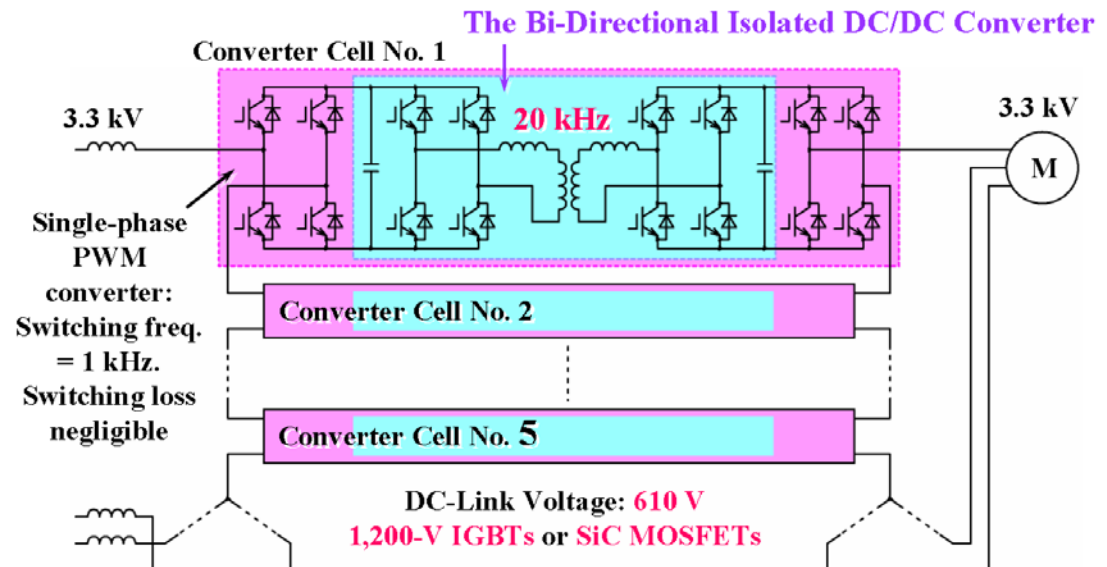 The Bi-Directional Isolated DC/DC Converter
Converter Cell No. 1
3.3 kV
20 kHz
3.3 kV
M
Single-phase
PWM
converter:
Switching freq.
= 1 kHz.
Switching loss
negligible
Converter Cell No. 2
Converter Cell No. 5
DC-Link Voltage: 610 V
1,200-V IGBTs or SiC MOSFETs